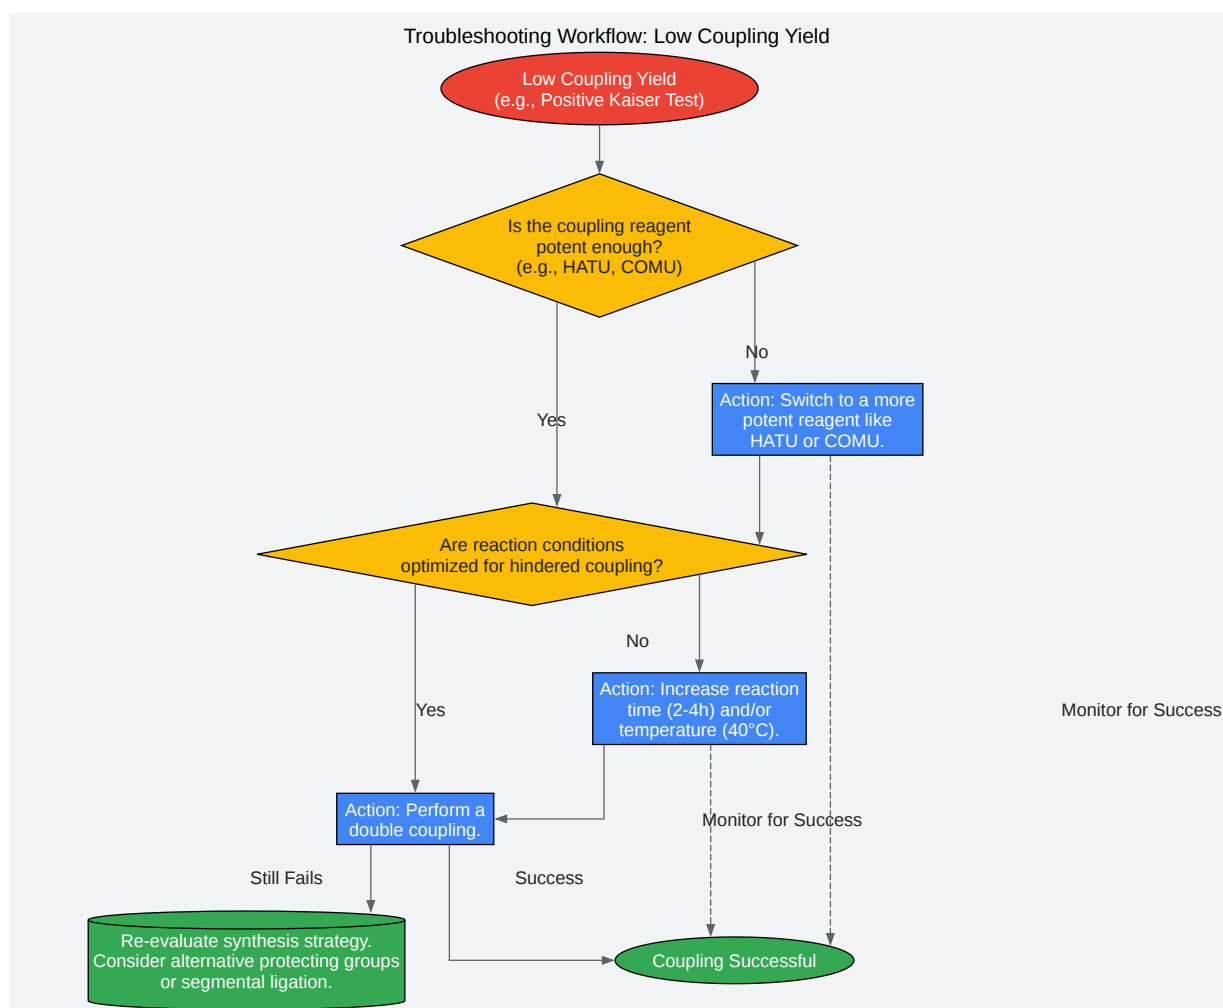 Troubleshooting Workflow: Low Coupling Yield
Low Coupling Yield
(e.g., Positive Kaiser Test)
Is the coupling reagent
potent enough?
(e.g., HATU, COMU)
No
Action: Switch to a more
potent reagent like
HATU or COMU.
Yes
Are reaction conditions
optimized for hindered coupling?
No
Action: Increase reaction
time (2-4h) and/or
temperature (40°C).
Yes
Monitor for Success
Action: Perform a
double coupling.
Monitor for Success
Still Fails
Success
Re-evaluate synthesis strategy.
Consider alternative protecting groups
or segmental ligation.
Coupling Successful